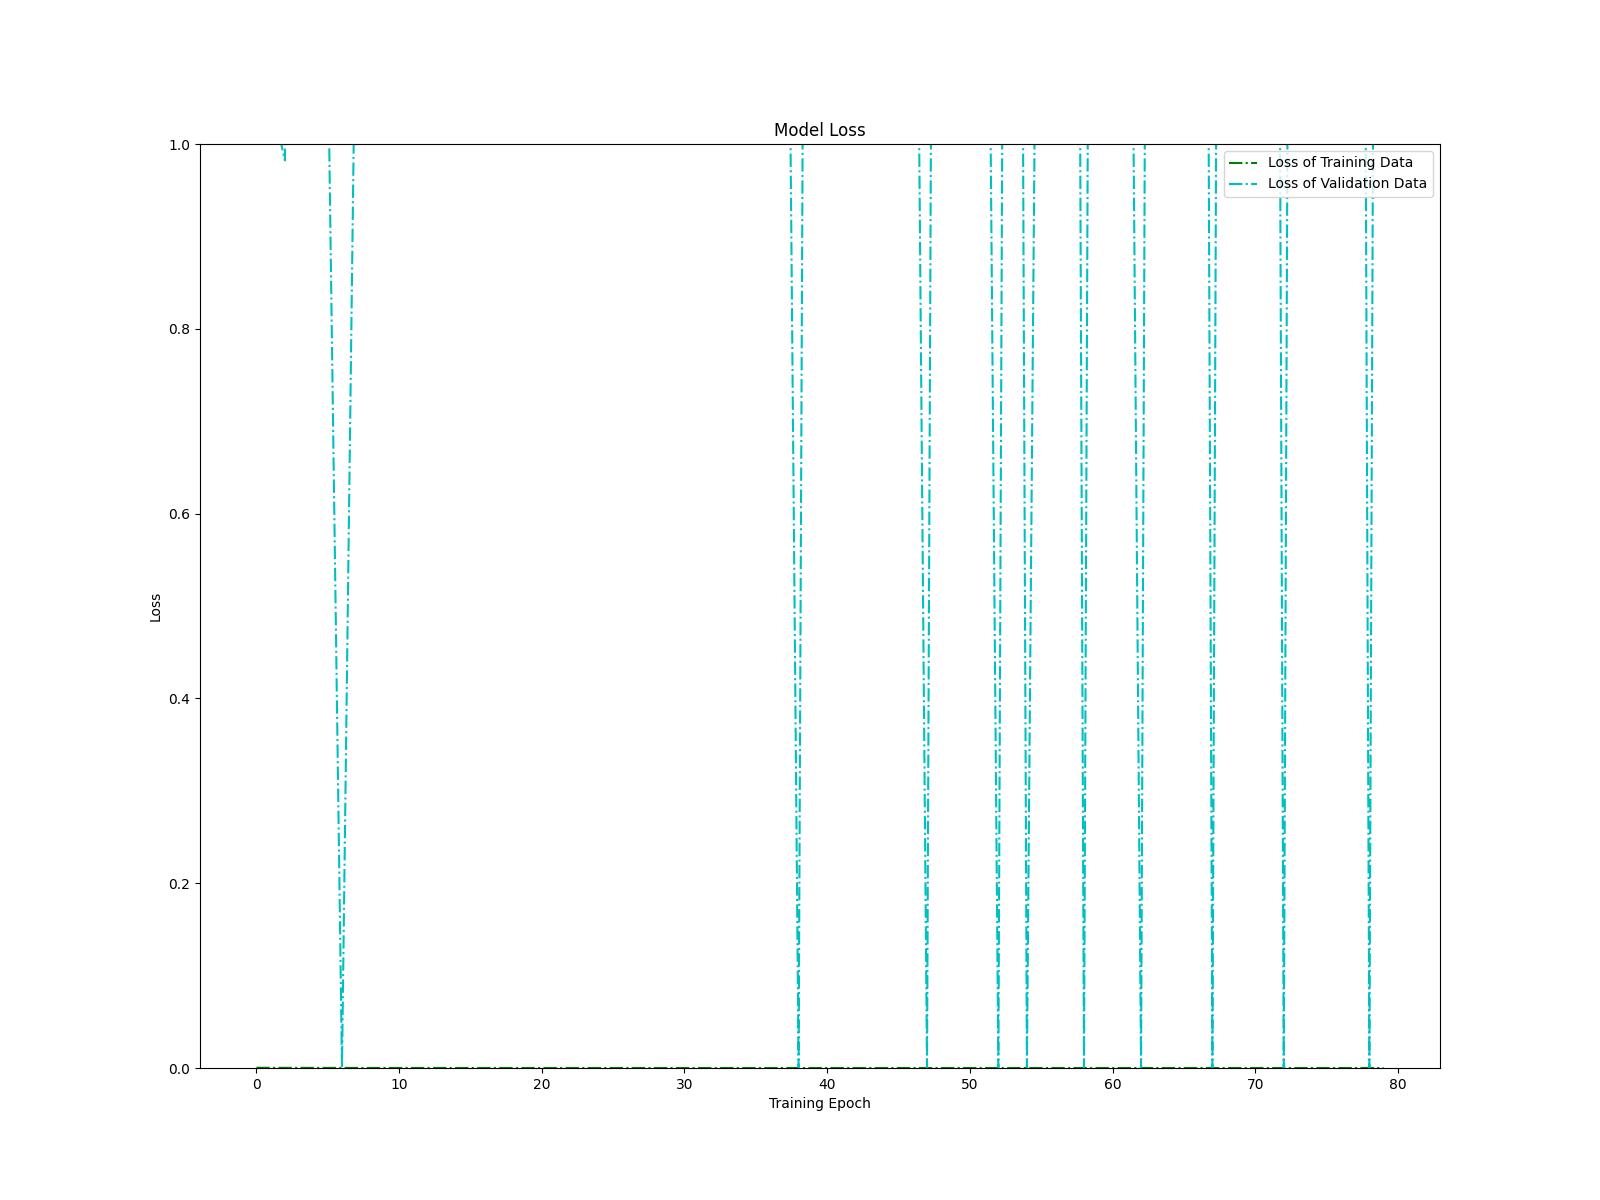 Model Loss
1.0
0.8
0.6
0.4
0.2
0.0
Loss
Loss of Training Data
Loss of Validation Data
0 10 20 30 40 50 60 70 80
Training Epoch